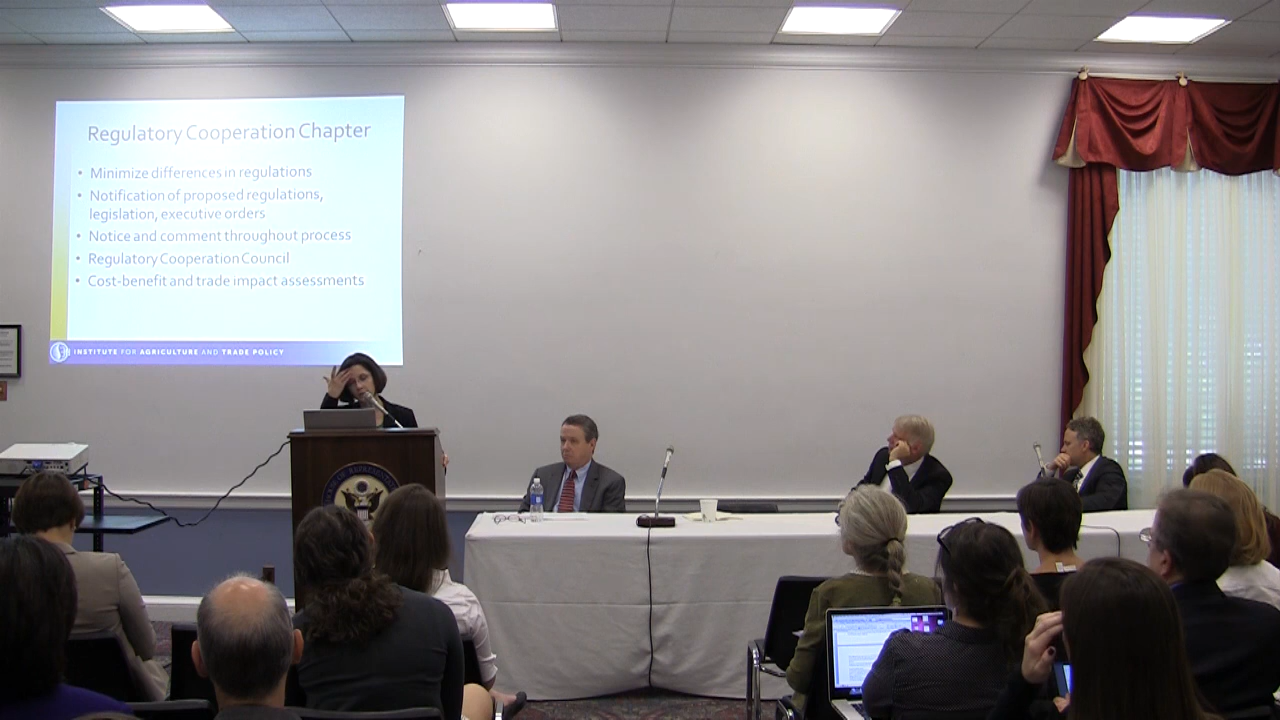 Regulatory Cooperation Chapter
• Minimize differences in regulations
• Notification of proposed regulations,
legislation, executive orders
• Notice and comment throughout process
• Regulatory Cooperation Council
• Cost-benefit and trade impact assessments
INSTITUTE FOR AGRICULTURE AND TRADE POLICY